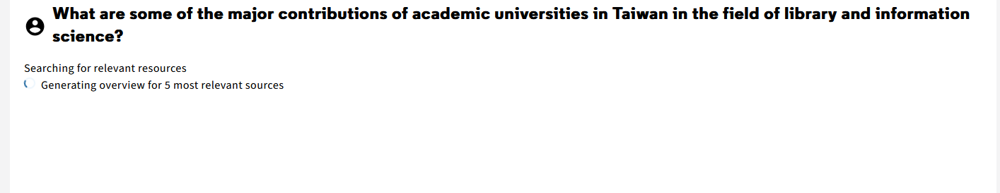 What are some of the major contributions of academic universities in Taiwan in the field of library and information
science?
Searching for relevant resources
Generating overview for 5 most relevant sources